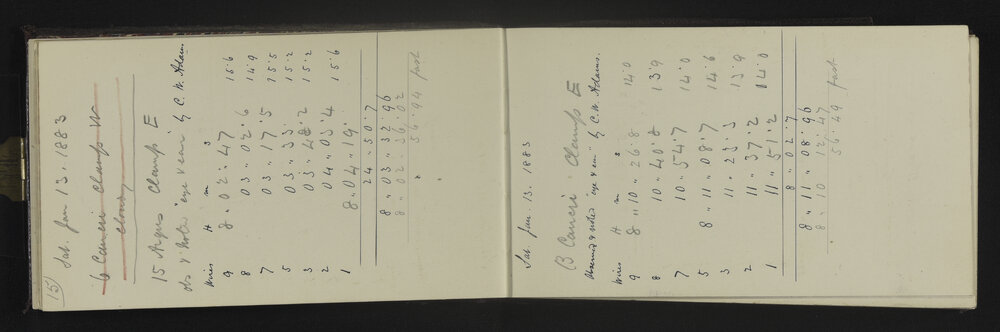 15)
Sat. Jan 13. 1883
Cancri Clamp W
cloudy
15 Argus Clamp E
obs & noted "eye & ear" by C. W. Adams
Wires H m s
9 8 " 02 " 47 15.6
8 03 " 02.6 14.9
7 03 " 17.5 15.5
5 03 " 33. 15.2
3 03 " 48.2 15.2
2 04 " 03.4 15.6
1 8 " 04 " 19.
24 " 50.7
8 " 03 " 32.96
8 " 02 " 36.02
" " 56.94 fast
Sat. Jan. 13. 1883
β Cancri . Clamp E
Observed & noted "eye & ear" by C. W. Adams.
Wires H m s
9 8 " 10 " 26.8 14.0
8 10 " 40.8 13.9
7 10 " 54.7 14.0
5 8 " 11 " 08.7 14.6
3 11 " 23.3 13.9
2 11 " 37.2 14.0
1 11 " 51.2
8 " 02.7
8 " 11 " 08.96
8 " 10 12.47
56.49 fast